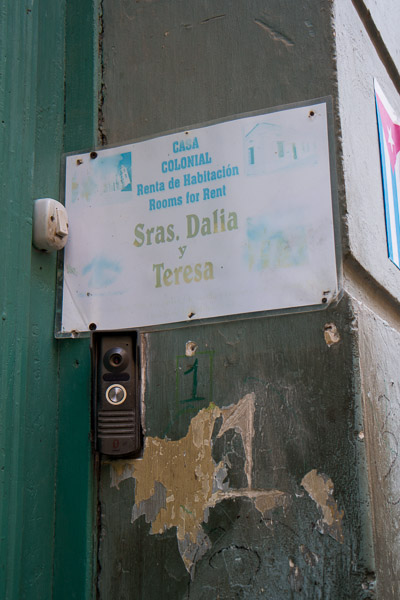 CASA
COLONIAL
Renta de Habitación
Rooms for Rent
Sras. Dalia
y
Teresa
1